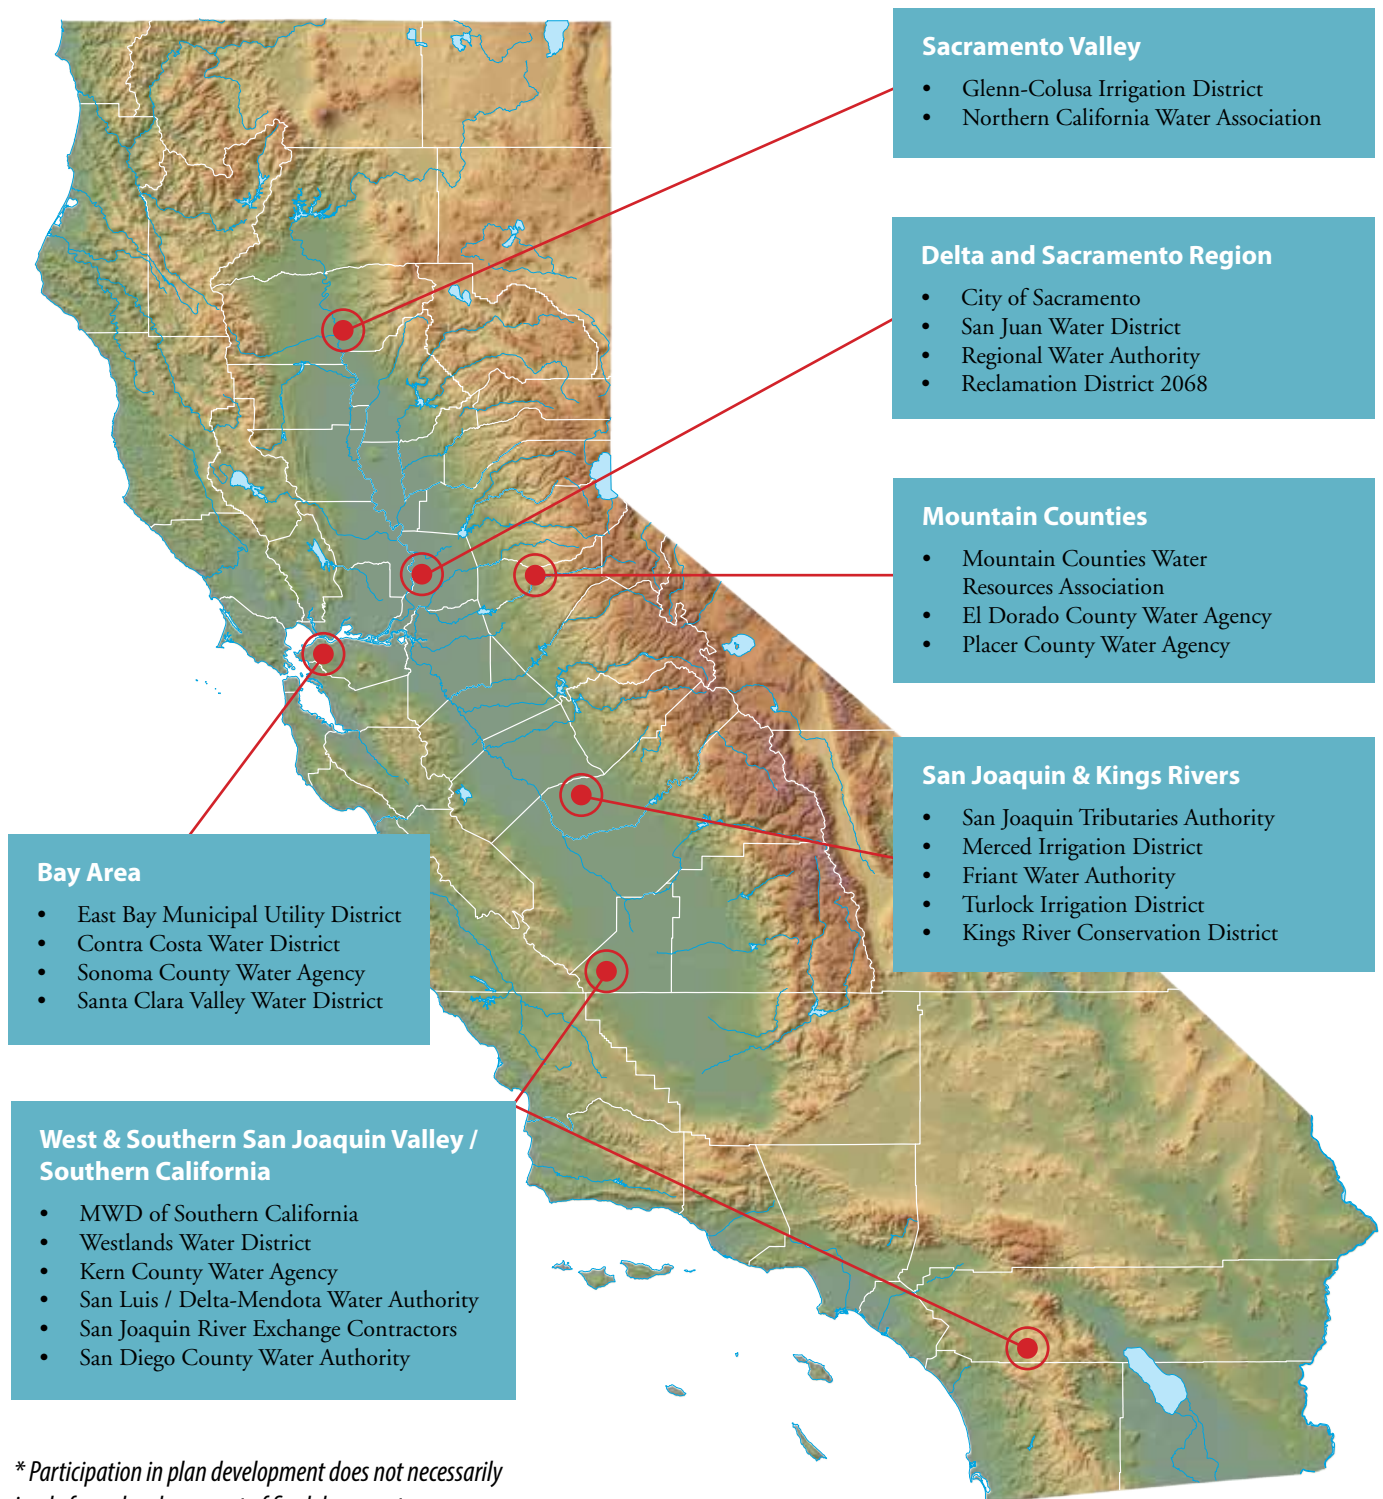 Sacramento Valley
• Glenn-Colusa Irrigation District
• Northern California Water Association
Delta and Sacramento Region
• City of Sacramento
• San Juan Water District
• Regional Water Authority
• Reclamation District 2068
Mountain Counties
• Mountain Counties Water
Resources Association
• El Dorado County Water Agency
• Placer County Water Agency
San Joaquin & Kings Rivers
• San Joaquin Tributaries Authority
• Merced Irrigation District
• Friant Water Authority
• Turlock Irrigation District
• Kings River Conservation District
Bay Area
• East Bay Municipal Utility District
• Contra Costa Water District
• Sonoma County Water Agency
• Santa Clara Valley Water District
West & Southern San Joaquin Valley /
Southern California
• MWD of Southern California
• Westlands Water District
• Kern County Water Agency
• San Luis / Delta-Mendota Water Authority
• San Joaquin River Exchange Contractors
• San Diego County Water Authority
* Participation in plan development does not necessarily